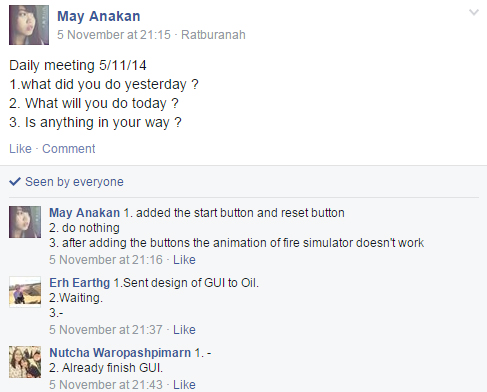 May Anakan
5 November at 21:15 · Ratburanah
Daily meeting 5/11/14
1.what did you do yesterday ?
2. What will you do today ?
3. Is anything in your way ?
Like · Comment
Seen by everyone
May Anakan 1. added the start button and reset button
2. do nothing
3. after adding the buttons the animation of fire simulator doesn't work
5 November at 21:16 · Like
Erh Earthg 1.Sent design of GUI to Oil.
2.Waiting.
3.-
5 November at 21:37 · Like
Nutcha Waropashpimarn 1. -
2. Already finish GUI.
5 November at 21:43 · Like